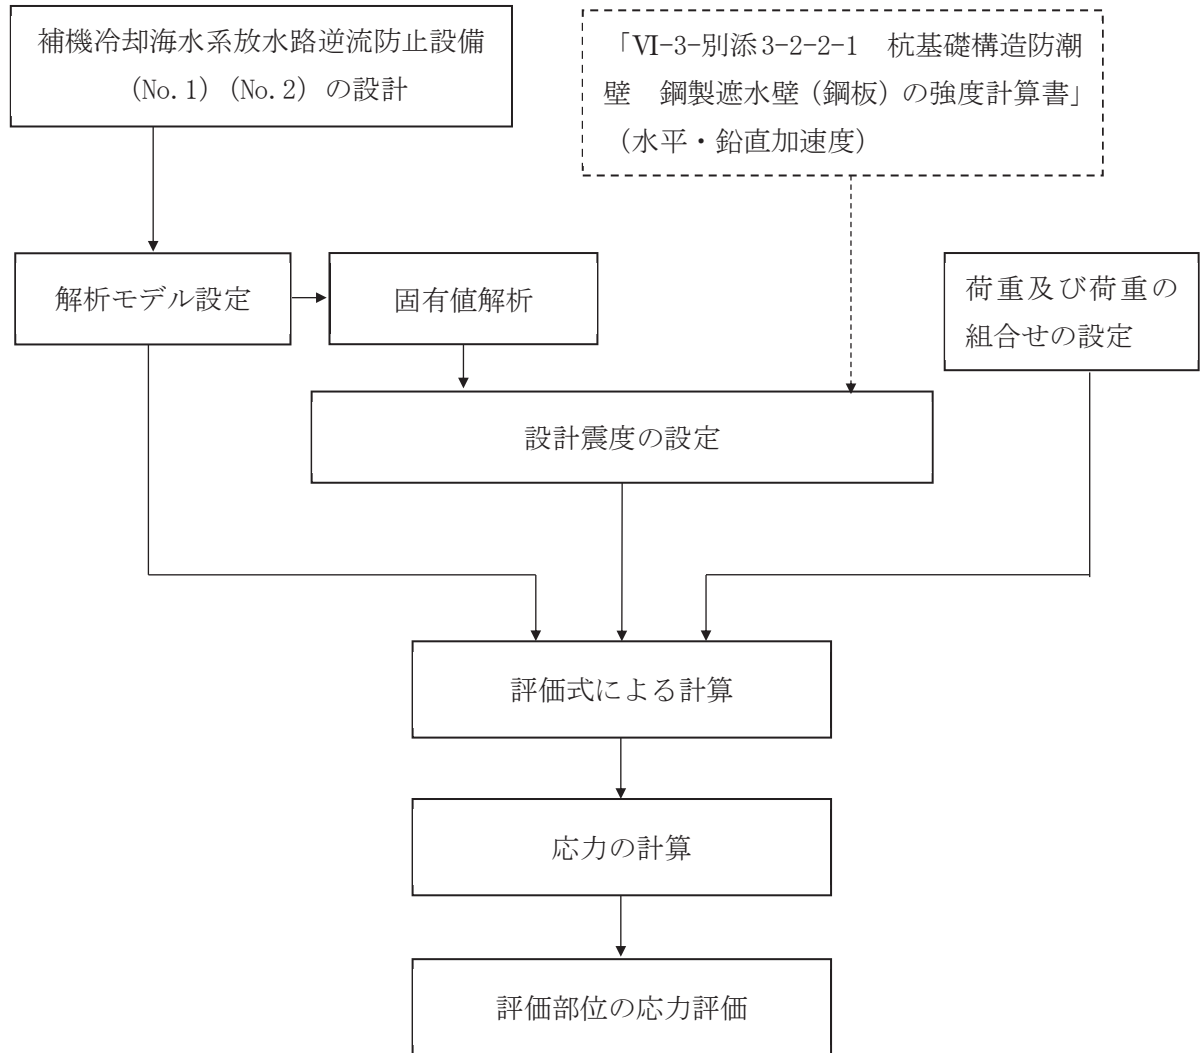 補機冷却海水系放水路逆流防止設備
(No.1) (No.2) の設計
「Ⅵ-3-別添3-2-2-1　杭基礎構造防潮
壁　鋼製遮水壁（鋼板）の強度計算書」
（水平・鉛直加速度）
解析モデル設定
固有値解析
荷重及び荷重の
組合せの設定
設計震度の設定
評価式による計算
応力の計算
評価部位の応力評価